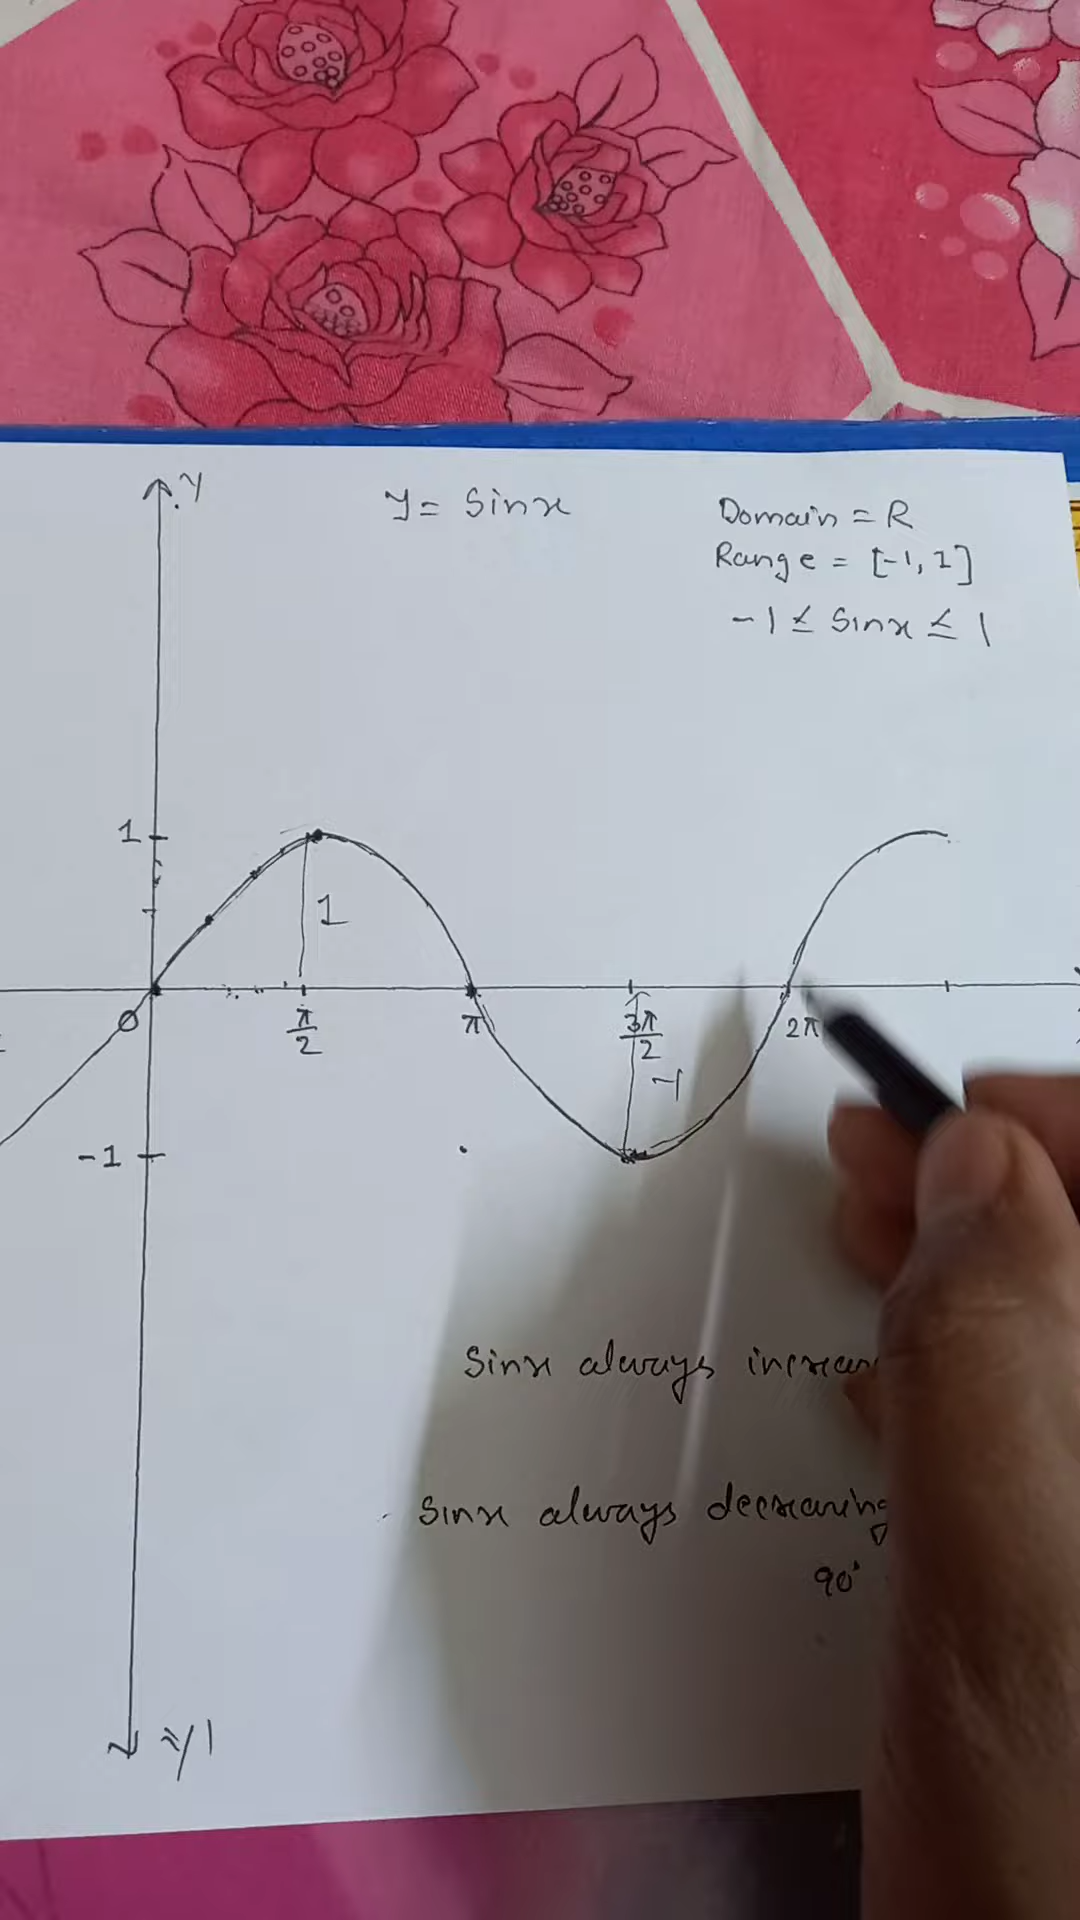 y
y = Sinx
Domain = R
Range = [-1, 1]
-1 ≤ Sinx ≤ 1
1
1
O
π/2
π
3π/2
2π
-1
-1
Sinx always
Sinx always decreasing
90°